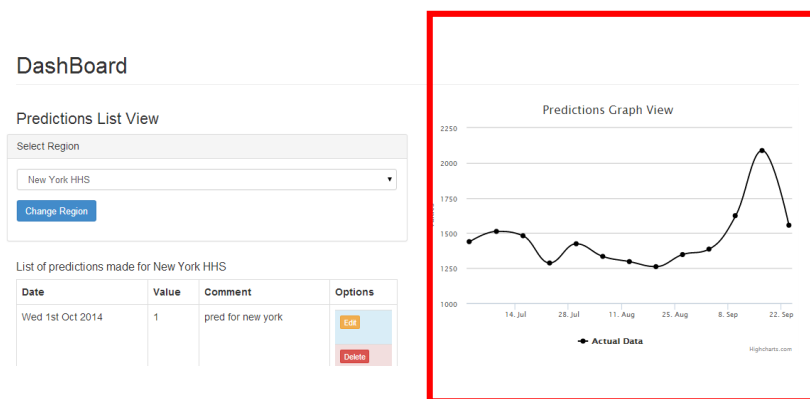 DashBoard
Predictions List View
Select Region
New York HHS
Change Region
List of predictions made for New York HHS
Date Value Comment Options
Wed 1st Oct 2014 1 pred for new york Edit
Delete
Predictions Graph View
2250
2000
1750
1500
1250
1000
14. Jul 28. Jul 11. Aug 25. Aug 8. Sep 22. Sep
Actual Data
Highcharts.com